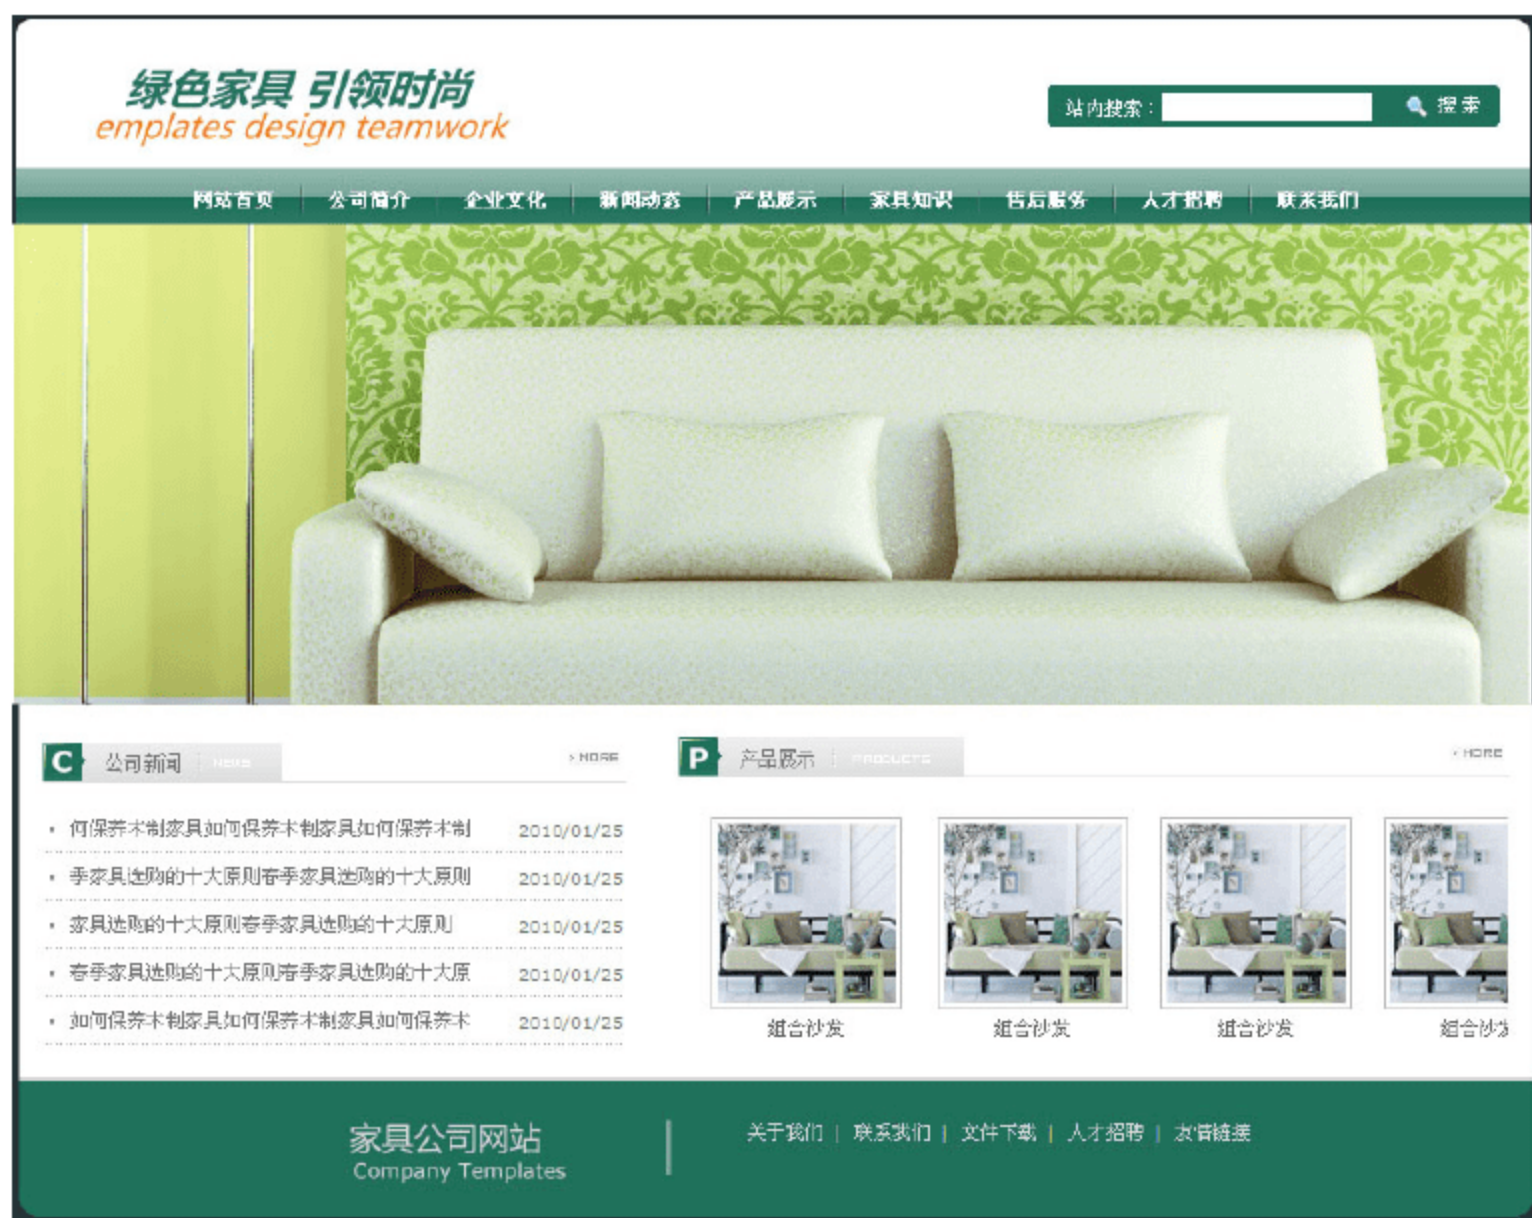 绿色家具 引领时尚
emplates design teamwork
站内搜索： 搜索
网站首页 公司简介 企业文化 新闻动态 产品展示 家具知识 售后服务 人才招聘 联系我们
C 公司新闻 NEWS › MORE
何保养木制家具如何保养木制家具如何保养木制 2010/01/25
季家具选购的十大原则春季家具选购的十大原则 2010/01/25
家具选购的十大原则春季家具选购的十大原则 2010/01/25
春季家具选购的十大原则春季家具选购的十大原 2010/01/25
如何保养木制家具如何保养木制家具如何保养木 2010/01/25
P 产品展示 PRODUCTS › MORE
组合沙发 组合沙发 组合沙发 组合沙发
家具公司网站
Company Templates
关于我们 | 联系我们 | 文件下载 | 人才招聘 | 友情链接